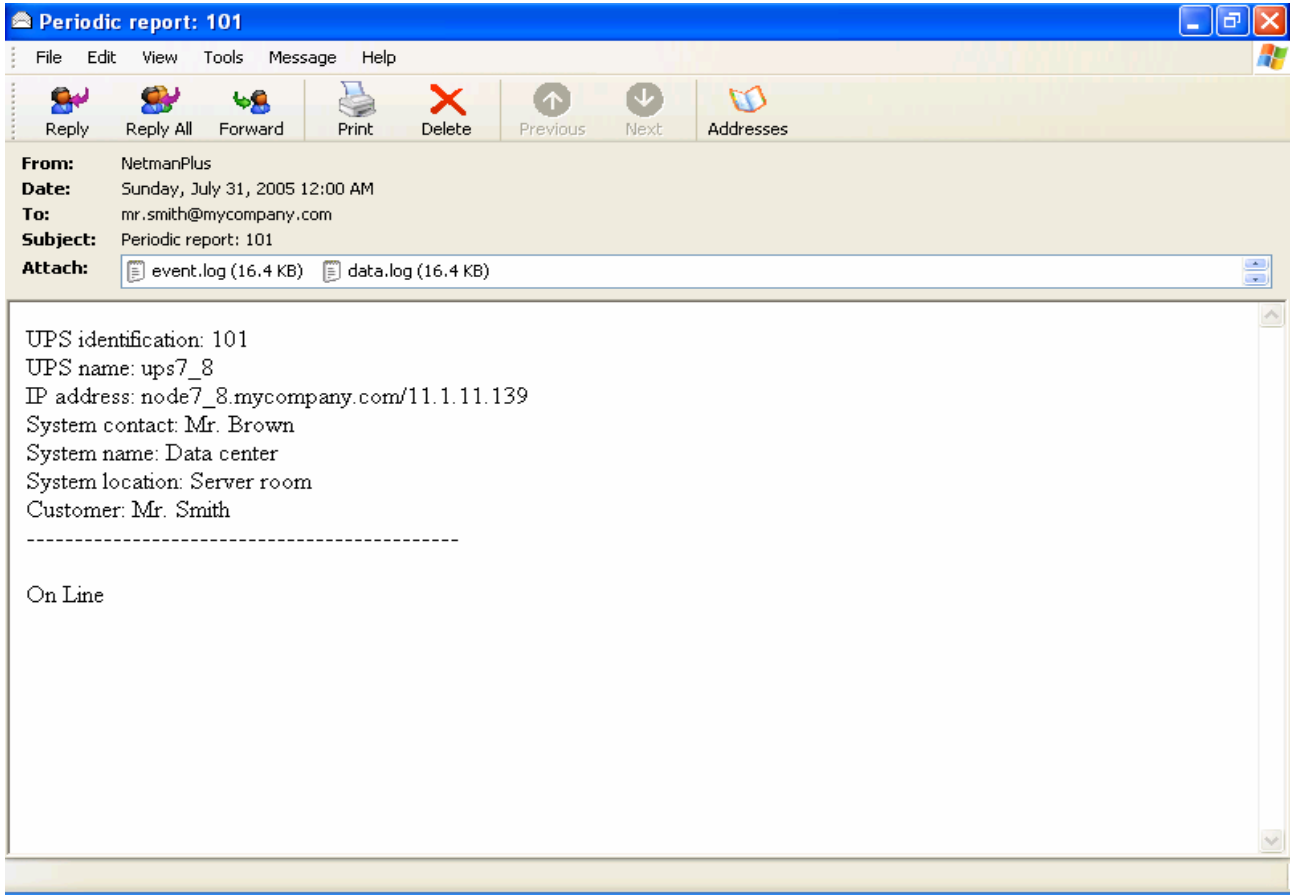 Periodic report: 101
File Edit View Tools Message Help
Reply Reply All Forward Print Delete Previous Next Addresses
From: NetmanPlus
Date: Sunday, July 31, 2005 12:00 AM
To: mr.smith@mycompany.com
Subject: Periodic report: 101
Attach: event.log (16.4 KB) data.log (16.4 KB)
UPS identification: 101
UPS name: ups7_8
IP address: node7_8.mycompany.com/11.1.11.139
System contact: Mr. Brown
System name: Data center
System location: Server room
Customer: Mr. Smith
--------------------------------------------
On Line